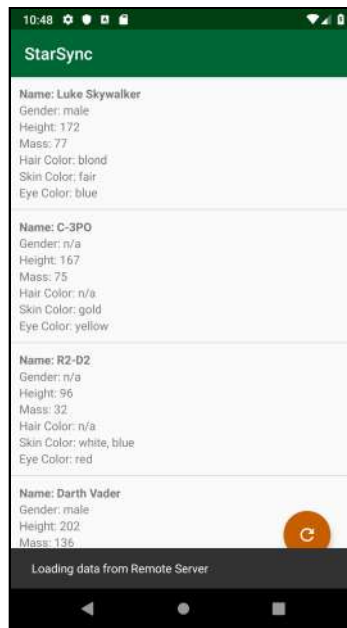 10:48
StarSync
Name: Luke Skywalker
Gender: male
Height: 172
Mass: 77
Hair Color: blond
Skin Color: fair
Eye Color: blue
Name: C-3PO
Gender: n/a
Height: 167
Mass: 75
Hair Color: n/a
Skin Color: gold
Eye Color: yellow
Name: R2-D2
Gender: n/a
Height: 96
Mass: 32
Hair Color: n/a
Skin Color: white, blue
Eye Color: red
Name: Darth Vader
Gender: male
Height: 202
Mass: 136
Loading data from Remote Server